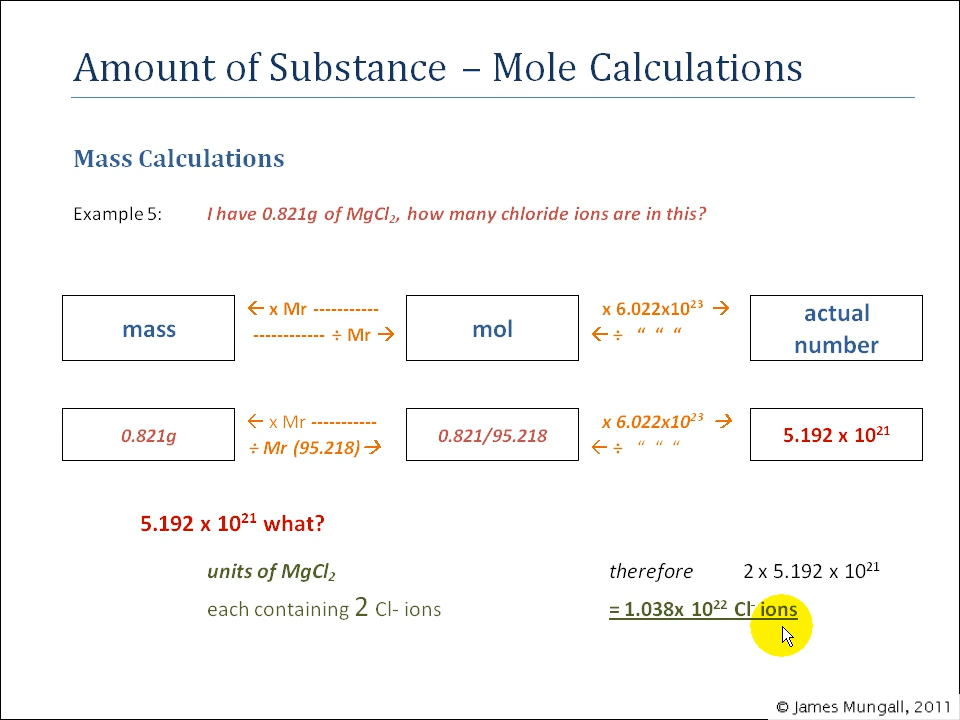 Amount of Substance – Mole Calculations
Mass Calculations
Example 5: I have 0.821g of MgCl₂, how many chloride ions are in this?
mass ← x Mr ----------- mol x 6.022x10²³ → actual number
------------ ÷ Mr → ← ÷ “ “ “
0.821g ← x Mr ----------- 0.821/95.218 x 6.022x10²³ → 5.192 x 10²¹
÷ Mr (95.218) → ← ÷ “ “ “
5.192 x 10²¹ what?
units of MgCl₂ therefore 2 x 5.192 x 10²¹
each containing 2 Cl- ions = 1.038x 10²² Cl⁻ ions
© James Mungall, 2011